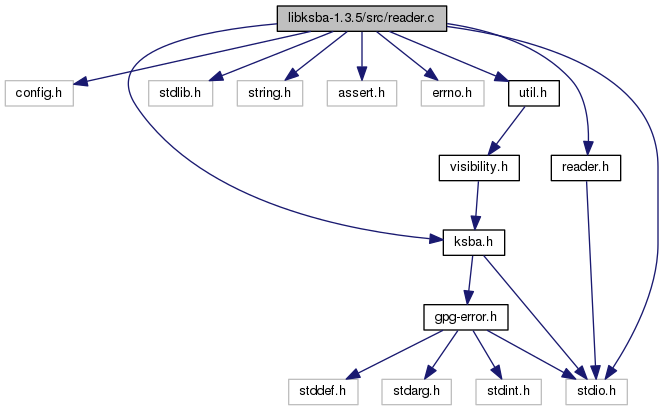 libksba-1.3.5/src/reader.c
config.h
stdlib.h
string.h
assert.h
errno.h
util.h
visibility.h
reader.h
ksba.h
gpg-error.h
stddef.h
stdarg.h
stdint.h
stdio.h